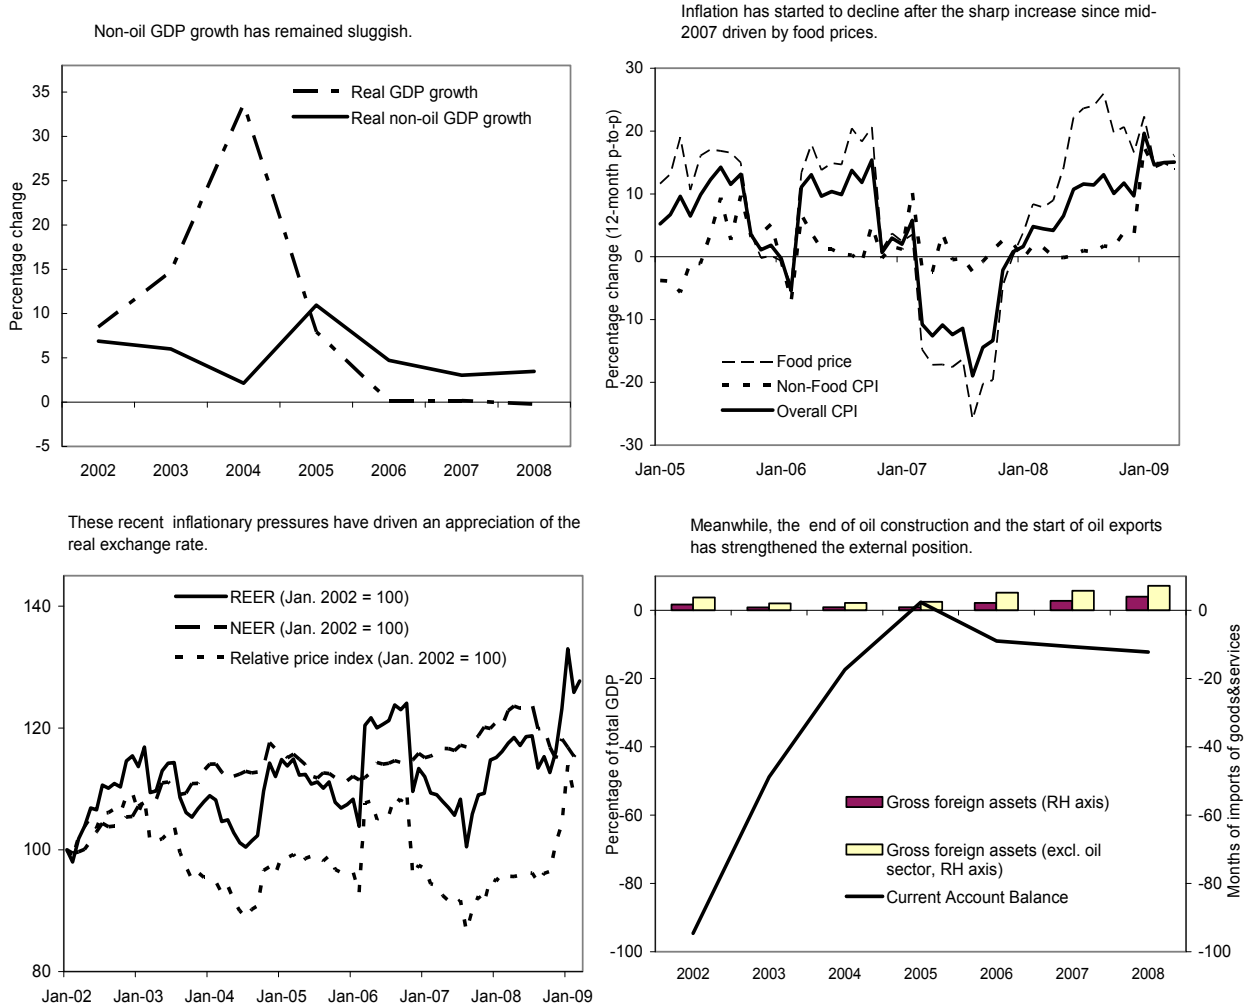 Non-oil GDP growth has remained sluggish.
35
30
25
20
15
10
5
0
-5
Percentage change
Real GDP growth
Real non-oil GDP growth
2002 2003 2004 2005 2006 2007 2008
Inflation has started to decline after the sharp increase since mid-
2007 driven by food prices.
30
20
10
0
-10
-20
-30
Percentage change (12-month p-to-p)
Food price
Non-Food CPI
Overall CPI
Jan-05 Jan-06 Jan-07 Jan-08 Jan-09
These recent inflationary pressures have driven an appreciation of the
real exchange rate.
140
120
100
80
REER (Jan. 2002 = 100)
NEER (Jan. 2002 = 100)
Relative price index (Jan. 2002 = 100)
Jan-02 Jan-03 Jan-04 Jan-05 Jan-06 Jan-07 Jan-08 Jan-09
Meanwhile, the end of oil construction and the start of oil exports
has strengthened the external position.
0
-20
-40
-60
-80
-100
Percentage of total GDP
Gross foreign assets (RH axis)
Gross foreign assets (excl. oil
sector, RH axis)
Current Account Balance
0
-20
-40
-60
-80
-100
Months of imports of goods&services
2002 2003 2004 2005 2006 2007 2008